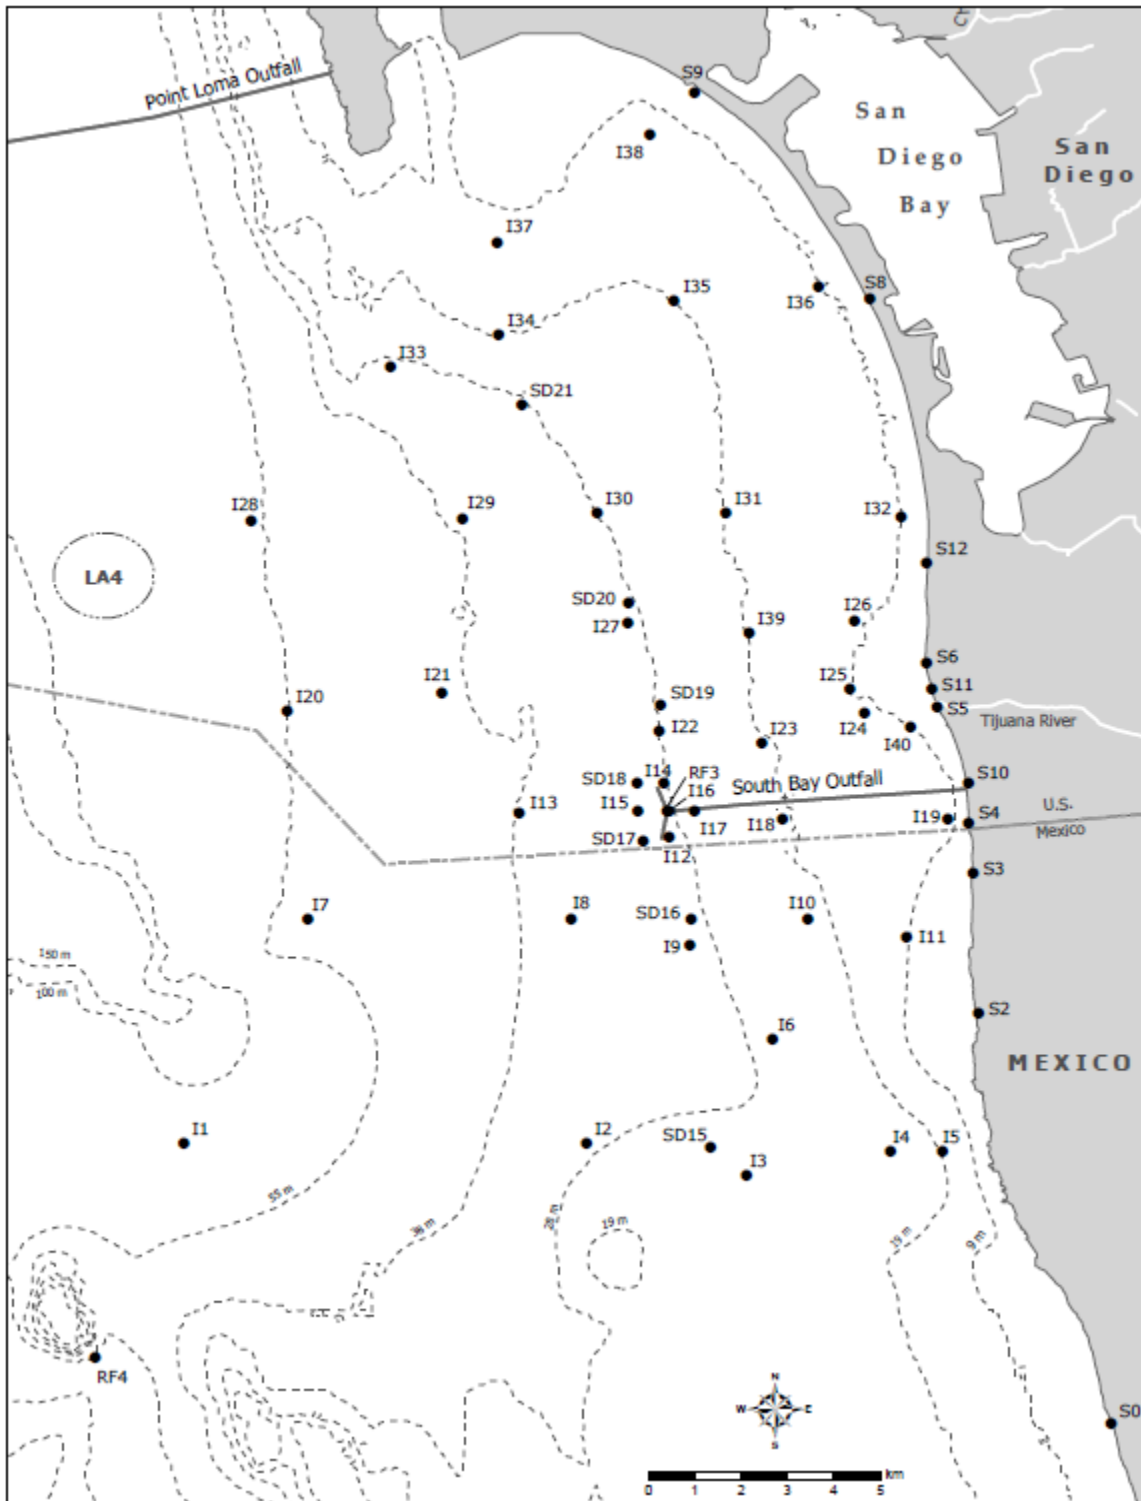 Point Loma Outfall
S9
I38
San
Diego
Bay
San
Diego
I37
I36
S8
I35
I34
I33
SD21
I28
I29
I30
I31
I32
S12
LA4
SD20
I27
I26
I39
S6
I21
I25
S11
I20
SD19
S5
I22
I24
Tijuana River
I23
I40
SD18
I14
RF3
I16
South Bay Outfall
S10
I13
I15
I17
I18
I19
S4
U.S.
Mexico
SD17
I12
S3
I7
I8
SD16
I10
I9
I11
150 m
100 m
S2
I6
MEXICO
I1
I2
SD15
I3
I4
I5
55 m
38 m
28 m
19 m
19 m
9 m
RF4
N
W
E
S
S0
km
0 1 2 3 4 5